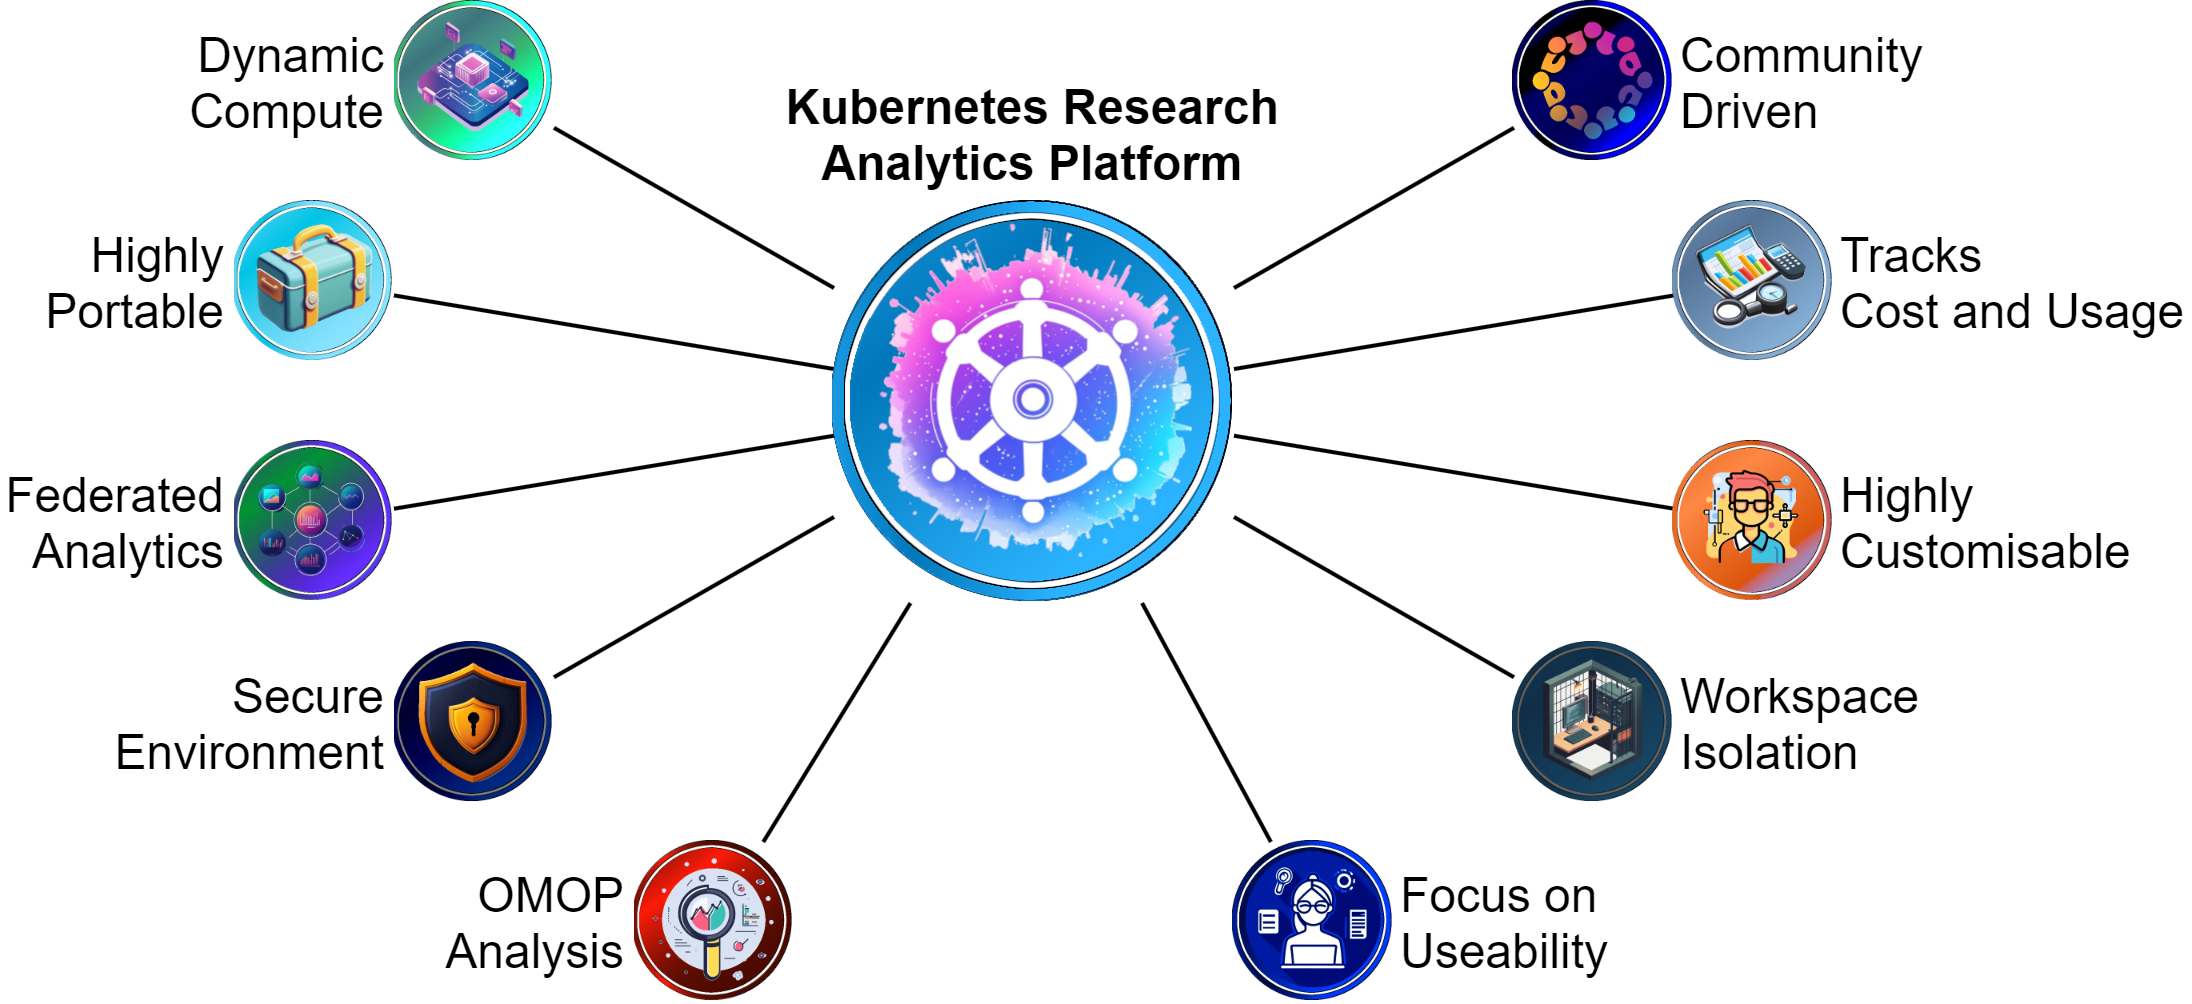 Kubernetes Research
Analytics Platform
Dynamic
Compute
Highly
Portable
Federated
Analytics
Secure
Environment
OMOP
Analysis
Community
Driven
Tracks
Cost and Usage
Highly
Customisable
Workspace
Isolation
Focus on
Useability